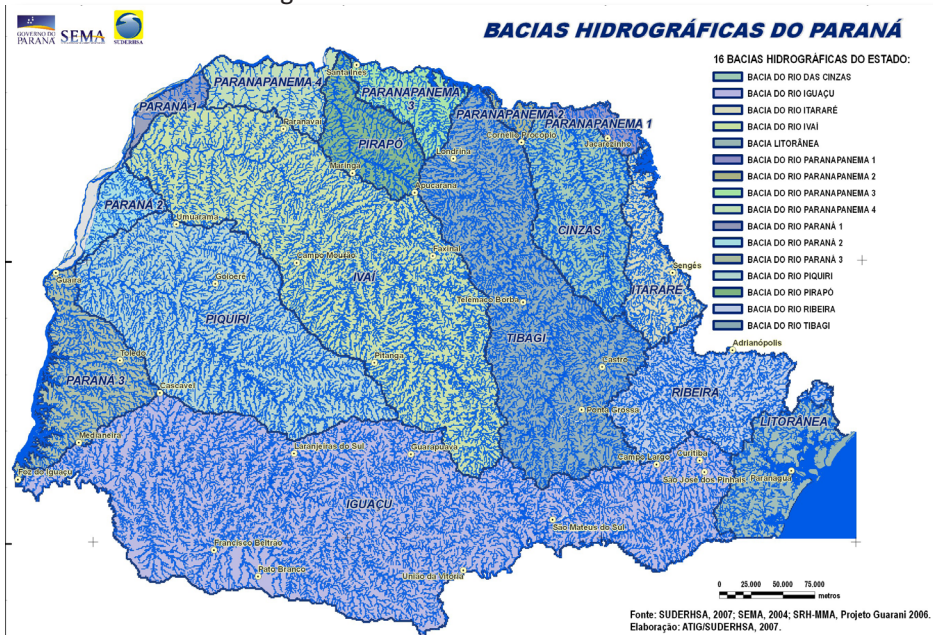 GOVERNO DO
PARANÁ
SEMA
SUDERHSA
BACIAS HIDROGRÁFICAS DO PARANÁ
16 BACIAS HIDROGRÁFICAS DO ESTADO:
BACIA DO RIO DAS CINZAS
BACIA DO RIO IGUAÇU
BACIA DO RIO ITARARÉ
BACIA DO RIO IVAÍ
BACIA LITORÂNEA
BACIA DO RIO PARANAPANEMA 1
BACIA DO RIO PARANAPANEMA 2
BACIA DO RIO PARANAPANEMA 3
BACIA DO RIO PARANAPANEMA 4
BACIA DO RIO PARANÁ 1
BACIA DO RIO PARANÁ 2
BACIA DO RIO PARANÁ 3
BACIA DO RIO PIQUIRI
BACIA DO RIO PIRAPÓ
BACIA DO RIO RIBEIRA
BACIA DO RIO TIBAGI
Santa Inês
PARANAPANEMA 4
PARANAPANEMA
3
PARANÁ 1
PARANAPANEMA 2
PARANAPANEMA 1
Paranavaí
PIRAPÓ
Cornélio Procópio
Jacarezinho
Londrina
Maringá
Apucarana
PARANÁ 2
Umuarama
CINZAS
Faxinal
Campo Mourão
IVAÍ
Sengés
Guaíra
Goioerê
ITARARÉ
Telêmaco Borba
PIQUIRI
TIBAGI
Adrianópolis
Toledo
Pitanga
Castro
PARANÁ 3
Cascavel
RIBEIRA
Ponta Grossa
LITORÂNEA
Medianeira
Laranjeiras do Sul
Guarapuava
Campo Largo
Curitiba
Foz do Iguaçu
São José dos Pinhais
Paranaguá
IGUAÇU
São Mateus do Sul
Francisco Beltrão
Pato Branco
União da Vitória
0 25.000 50.000 75.000
metros
Fonte: SUDERHSA, 2007; SEMA, 2004; SRH-MMA, Projeto Guarani 2006.
Elaboração: ATIG/SUDERHSA, 2007.